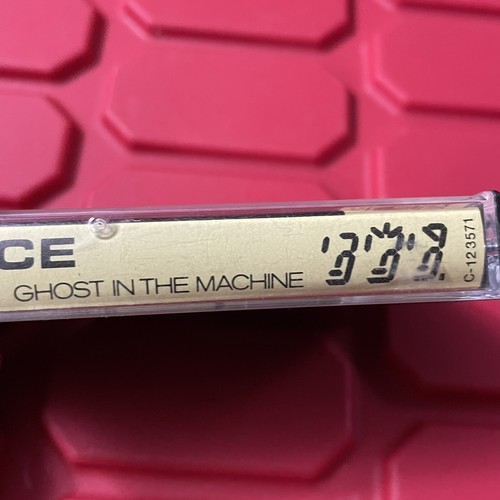 CE
GHOST IN THE MACHINE
C-123571